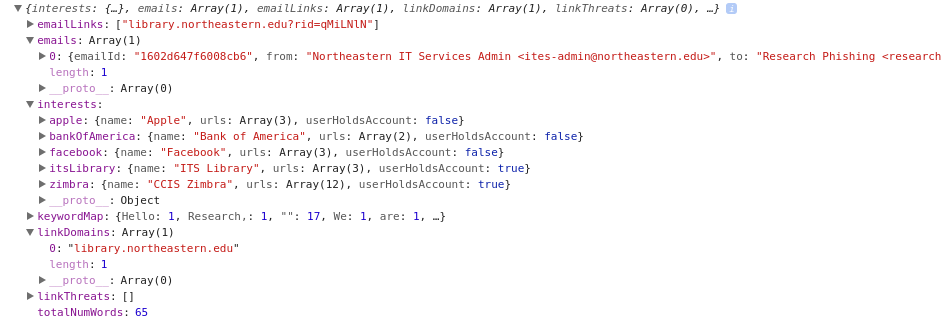 {interests: {…}, emails: Array(1), emailLinks: Array(1), linkDomains: Array(1), linkThreats: Array(0), …} i
emailLinks: ["library.northeastern.edu?rid=qMiLNlN"]
emails: Array(1)
0: {emailId: "1602d647f6008cb6", from: "Northeastern IT Services Admin <ites-admin@northeastern.edu>", to: "Research Phishing <research
length: 1
__proto__: Array(0)
interests:
apple: {name: "Apple", urls: Array(3), userHoldsAccount: false}
bankOfAmerica: {name: "Bank of America", urls: Array(2), userHoldsAccount: false}
facebook: {name: "Facebook", urls: Array(3), userHoldsAccount: false}
itsLibrary: {name: "ITS Library", urls: Array(3), userHoldsAccount: true}
zimbra: {name: "CCIS Zimbra", urls: Array(12), userHoldsAccount: true}
__proto__: Object
keywordMap: {Hello: 1, Research,: 1, "": 17, We: 1, are: 1, …}
linkDomains: Array(1)
0: "library.northeastern.edu"
length: 1
__proto__: Array(0)
linkThreats: []
totalNumWords: 65